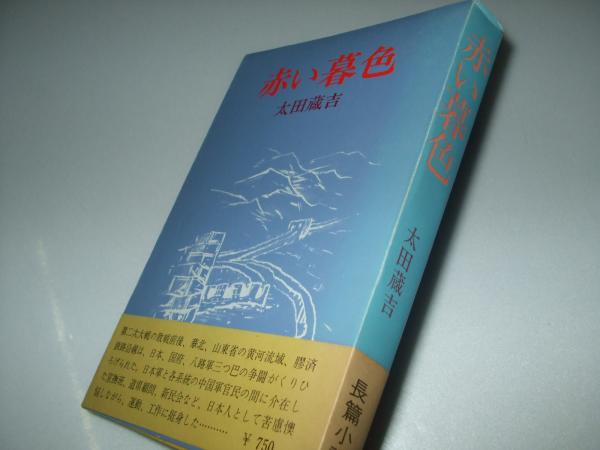 赤い暮色
太田蔵吉
第二次大戦の敗戦前後、華北、山東省の黄河流域、膠済
鉄路沿線は、日本、国府、八路軍三つ巴の争闘がくりひ
ろげられた。日本軍と各系統の中国軍官民の間に介在し
た宣撫班、道県顧問、新民会など、日本人として苦慮懊
悩しながら、運動、工作に挺身した………
￥750
赤い暮色
太田蔵吉
長篇小